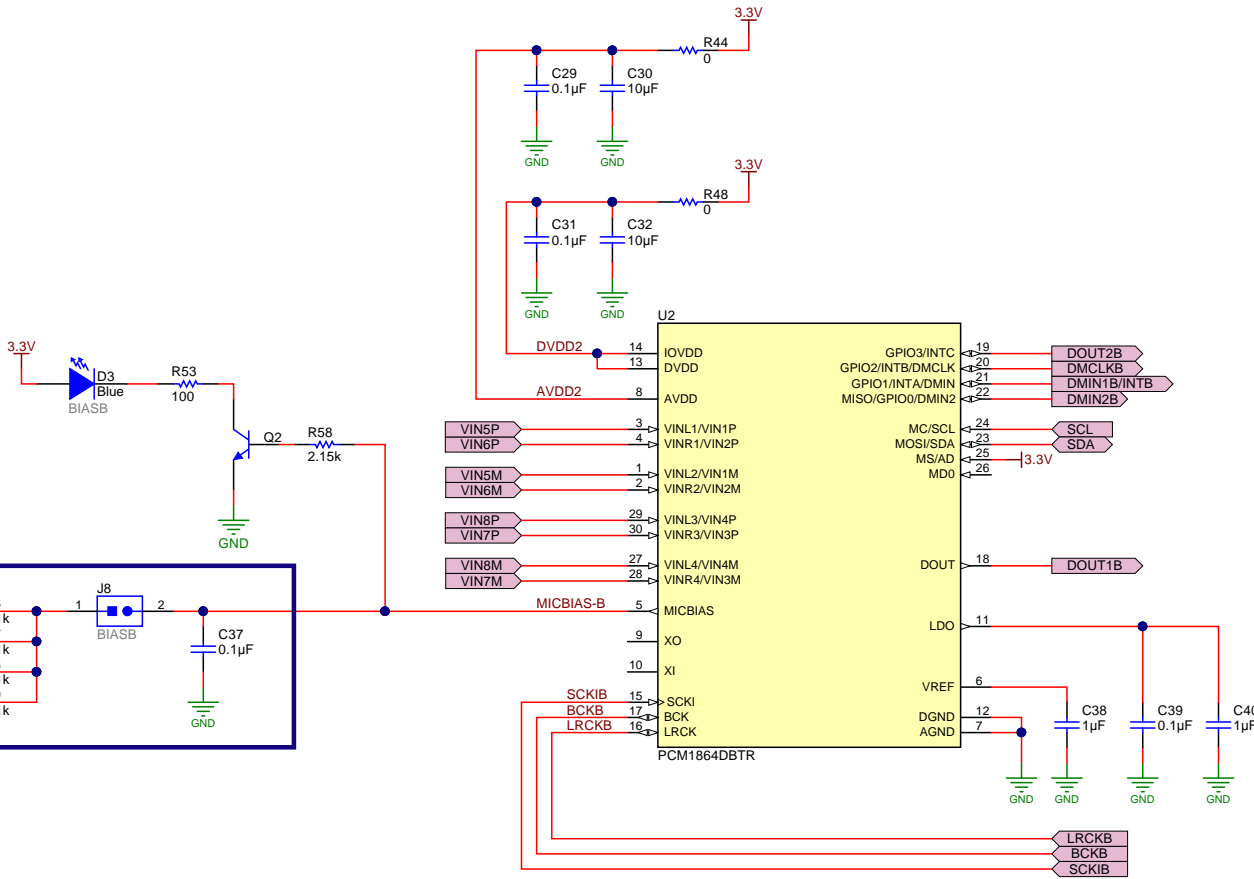 3.3V
R44
0
C29
0.1µF
C30
10µF
GND
GND
3.3V
R48
0
C31
0.1µF
C32
10µF
GND
GND
U2
3.3V
D3
Blue
BIASB
R53
100
Q2
R58
2.15k
GND
DVDD2
14 IOVDD
13 DVDD
AVDD2
8 AVDD
VIN5P 3 VINL1/VIN1P
VIN6P 4 VINR1/VIN2P
VIN5M 1 VINL2/VIN1M
VIN6M 2 VINR2/VIN2M
VIN8P 29 VINL3/VIN4P
VIN7P 30 VINR3/VIN3P
VIN8M 27 VINL4/VIN4M
VIN7M 28 VINR4/VIN3M
MICBIAS-B 5 MICBIAS
9 XO
10 XI
SCKIB 15 SCKI
BCKB 17 BCK
LRCKB 16 LRCK
GPIO3/INTC 19 DOUT2B
GPIO2/INTB/DMCLK 20 DMCLKB
GPIO1/INTA/DMIN 21 DMIN1B/INTB
MISO/GPIO0/DMIN2 22 DMIN2B
MC/SCL 24 SCL
MOSI/SDA 23 SDA
MS/AD 25 3.3V
MD0 26
DOUT 18 DOUT1B
LDO 11
VREF 6
DGND 12
AGND 7
PCM1864DBTR
J8
1 2
BIASB
C37
0.1µF
GND
k
k
k
k
C38
1µF
C39
0.1µF
C40
1µF
GND
GND
GND
GND
LRCKB
BCKB
SCKIB